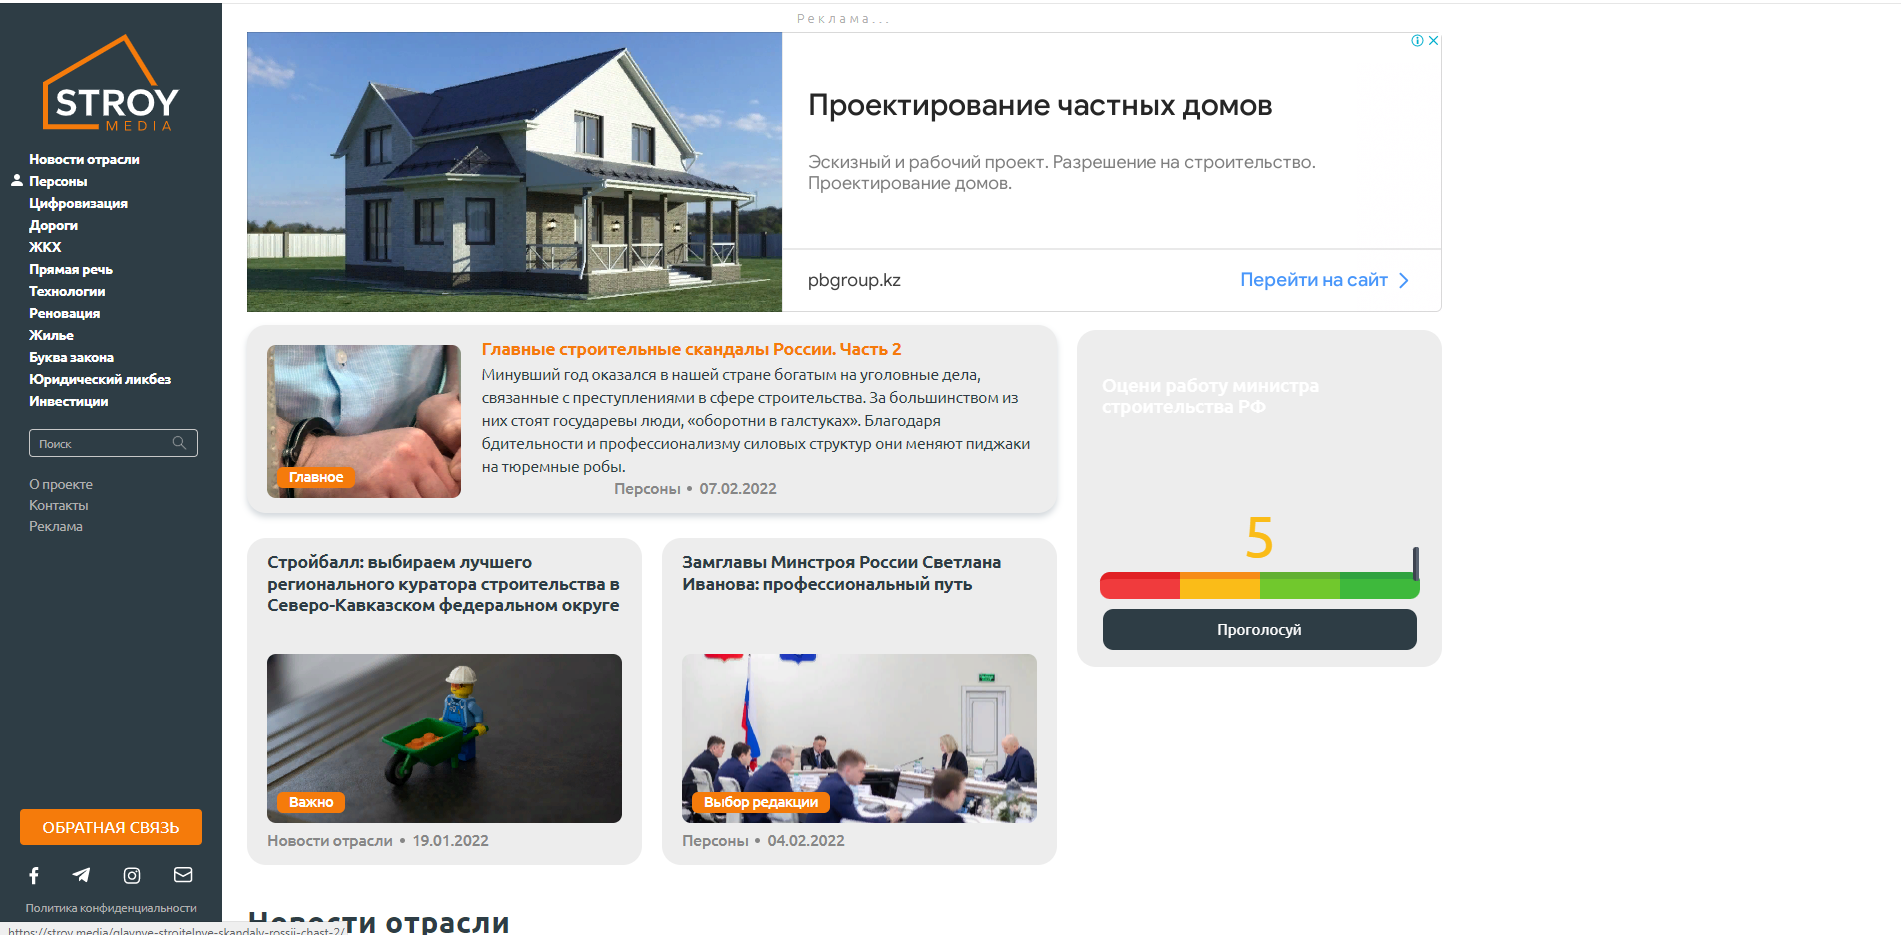 STROY
MEDIA
Новости отрасли
Персоны
Цифровизация
Дороги
ЖКХ
Прямая речь
Технологии
Реновация
Жилье
Буква закона
Юридический ликбез
Инвестиции
Поиск
О проекте
Контакты
Реклама
ОБРАТНАЯ СВЯЗЬ
Политика конфиденциальности
https://stroy.media/glavnye-stroitelnye-skandaly-rossii-chast-2/
Реклама...
Проектирование частных домов
Эскизный и рабочий проект. Разрешение на строительство.
Проектирование домов.
pbgroup.kz
Перейти на сайт
Главные строительные скандалы России. Часть 2
Минувший год оказался в нашей стране богатым на уголовные дела,
связанные с преступлениями в сфере строительства. За большинством из
них стоят государевы люди, «оборотни в галстуках». Благодаря
бдительности и профессионализму силовых структур они меняют пиджаки
на тюремные робы.
Главное
Персоны • 07.02.2022
Стройбалл: выбираем лучшего
регионального куратора строительства в
Северо-Кавказском федеральном округе
Важно
Новости отрасли • 19.01.2022
Замглавы Минстроя России Светлана
Иванова: профессиональный путь
Выбор редакции
Персоны • 04.02.2022
Оцени работу министра
строительства РФ
5
Проголосуй
Новости отрасли